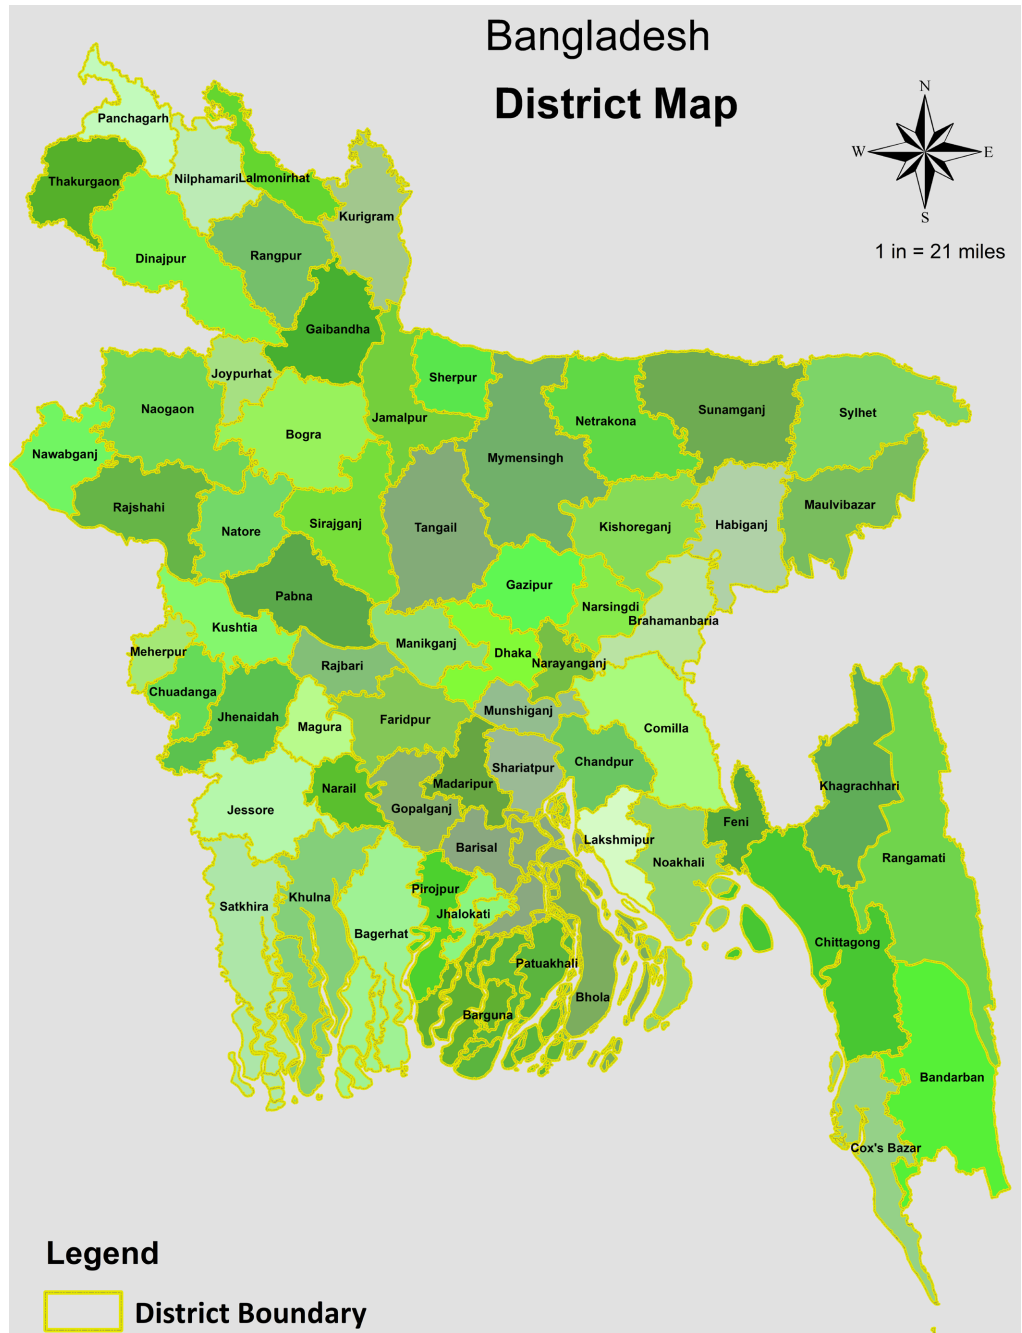 Bangladesh
District Map
N
W
E
S
1 in = 21 miles
Panchagarh
Thakurgaon
Nilphamari
Lalmonirhat
Kurigram
Dinajpur
Rangpur
Gaibandha
Joypurhat
Sherpur
Naogaon
Jamalpur
Sunamganj
Sylhet
Netrakona
Bogra
Nawabganj
Mymensingh
Rajshahi
Maulvibazar
Natore
Sirajganj
Tangail
Kishoreganj
Habiganj
Pabna
Gazipur
Narsingdi
Kushtia
Brahamanbaria
Meherpur
Manikganj
Dhaka
Narayanganj
Rajbari
Chuadanga
Jhenaidah
Magura
Faridpur
Munshiganj
Comilla
Chandpur
Shariatpur
Narail
Madaripur
Khagrachhari
Jessore
Gopalganj
Feni
Lakshmipur
Barisal
Noakhali
Rangamati
Satkhira
Khulna
Pirojpur
Jhalokati
Bagerhat
Chittagong
Patuakhali
Bhola
Barguna
Bandarban
Cox's Bazar
Legend
District Boundary